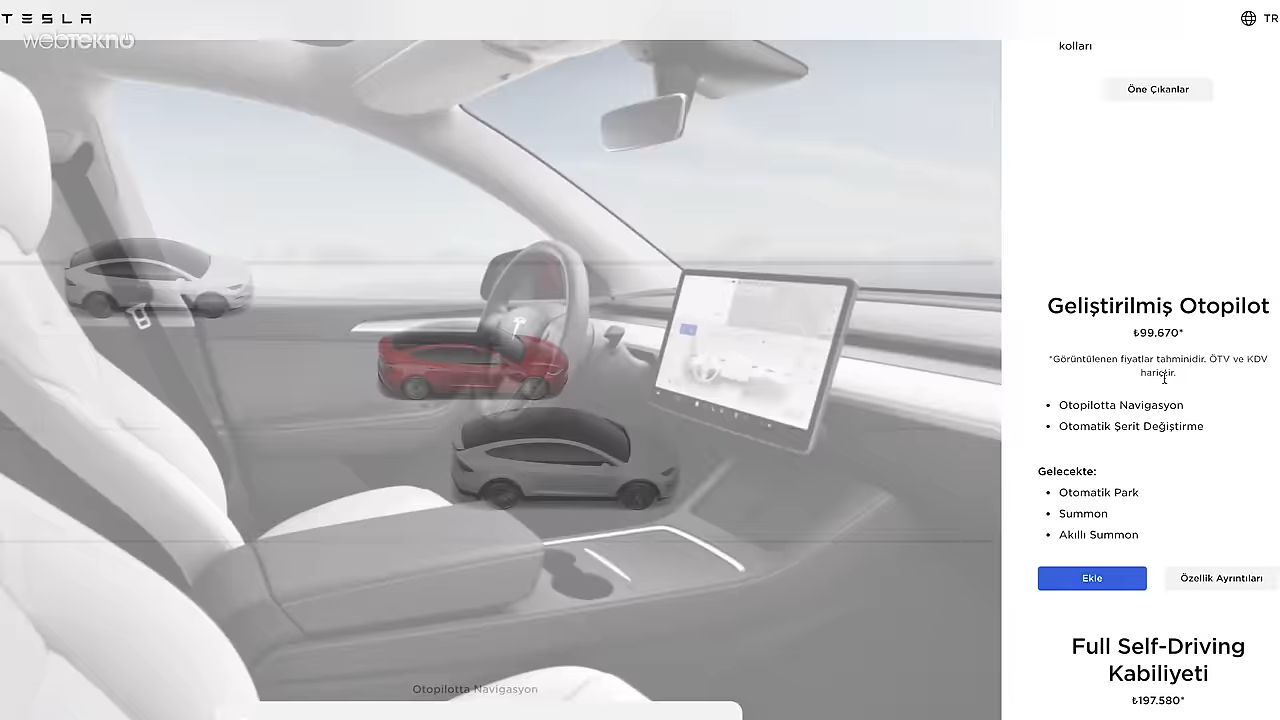 TESLA
webtekno
TR
kolları
Öne Çıkanlar
Geliştirilmiş Otopilot
₺99.670*
*Görüntülenen fiyatlar tahminidir. ÖTV ve KDV
hariçtir.
• Otopilotta Navigasyon
• Otomatik Şerit Değiştirme
Gelecekte:
• Otomatik Park
• Summon
• Akıllı Summon
Ekle
Özellik Ayrıntıları
Full Self-Driving
Kabiliyeti
₺197.580*
Otopilotta Navigasyon